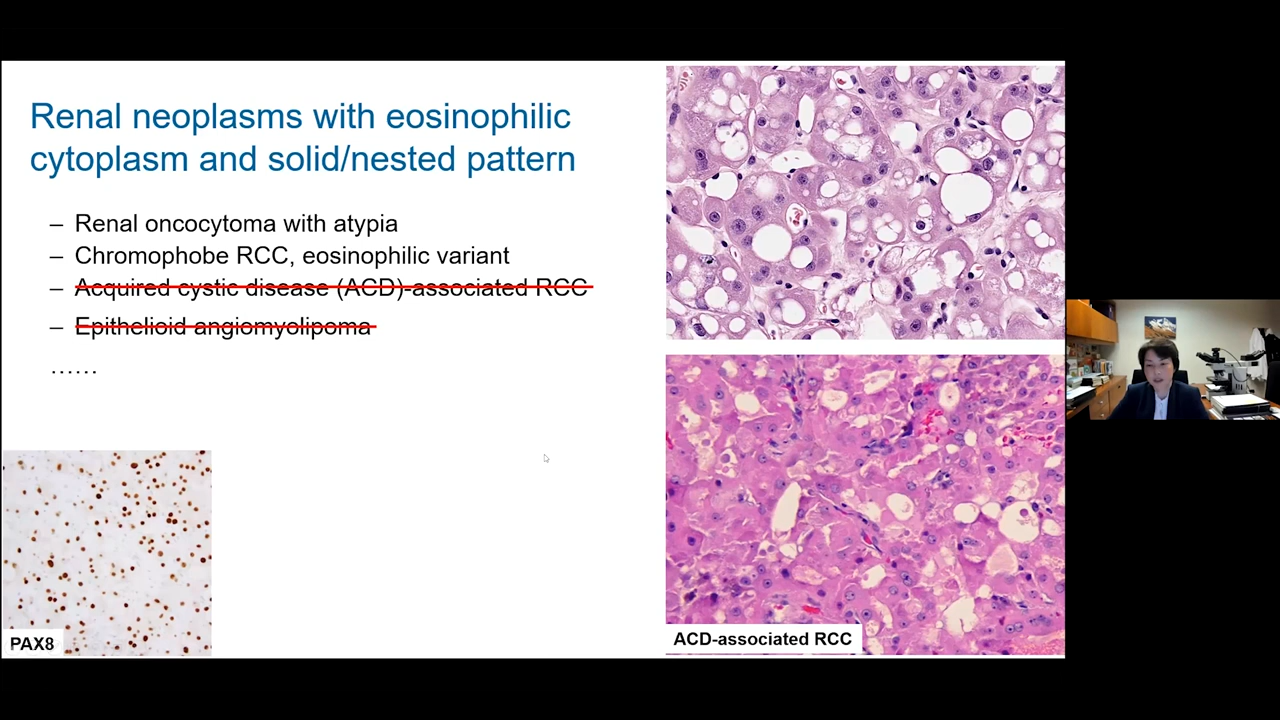 Renal neoplasms with eosinophilic
cytoplasm and solid/nested pattern
– Renal oncocytoma with atypia
– Chromophobe RCC, eosinophilic variant
– Acquired cystic disease (ACD)-associated RCC
– Epithelioid angiomyolipoma
……
PAX8
ACD-associated RCC